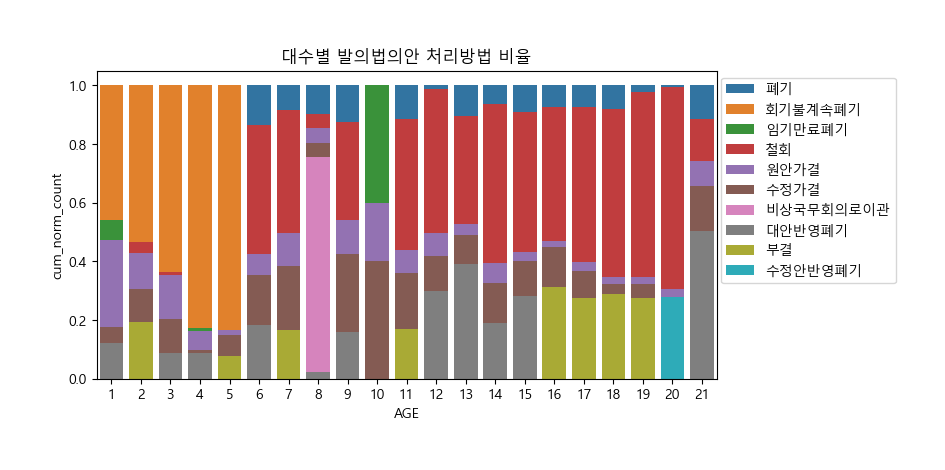 대수별 발의법의안 처리방법 비율
cum_norm_count
1.0
0.8
0.6
0.4
0.2
0.0
1 2 3 4 5 6 7 8 9 10 11 12 13 14 15 16 17 18 19 20 21
AGE
폐기
회기불계속폐기
임기만료폐기
철회
원안가결
수정가결
비상국무회의로이관
대안반영폐기
부결
수정안반영폐기